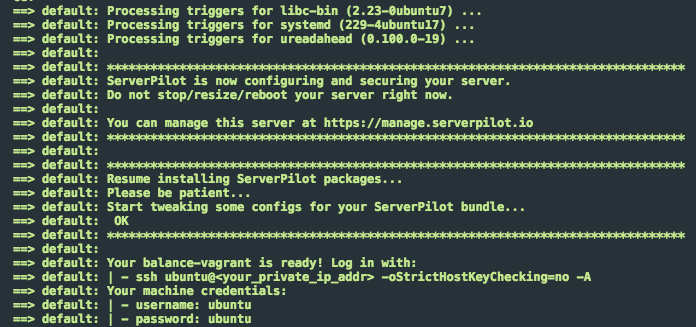 ==> default: Processing triggers for libc-bin (2.23-0ubuntu7) ...
==> default: Processing triggers for systemd (229-4ubuntu17) ...
==> default: Processing triggers for ureadahead (0.100.0-19) ...
==> default:
==> default: ******************************************************************************
==> default: ServerPilot is now configuring and securing your server.
==> default: Do not stop/resize/reboot your server right now.
==> default:
==> default: You can manage this server at https://manage.serverpilot.io
==> default: ******************************************************************************
==> default:
==> default: ******************************************************************************
==> default: Resume installing ServerPilot packages...
==> default: Please be patient...
==> default: Start tweaking some configs for your ServerPilot bundle...
==> default:  OK
==> default: ******************************************************************************
==> default:
==> default: Your balance-vagrant is ready! Log in with:
==> default: | - ssh ubuntu@<your_private_ip_addr> -oStrictHostKeyChecking=no -A
==> default: Your machine credentials:
==> default: | - username: ubuntu
==> default: | - password: ubuntu